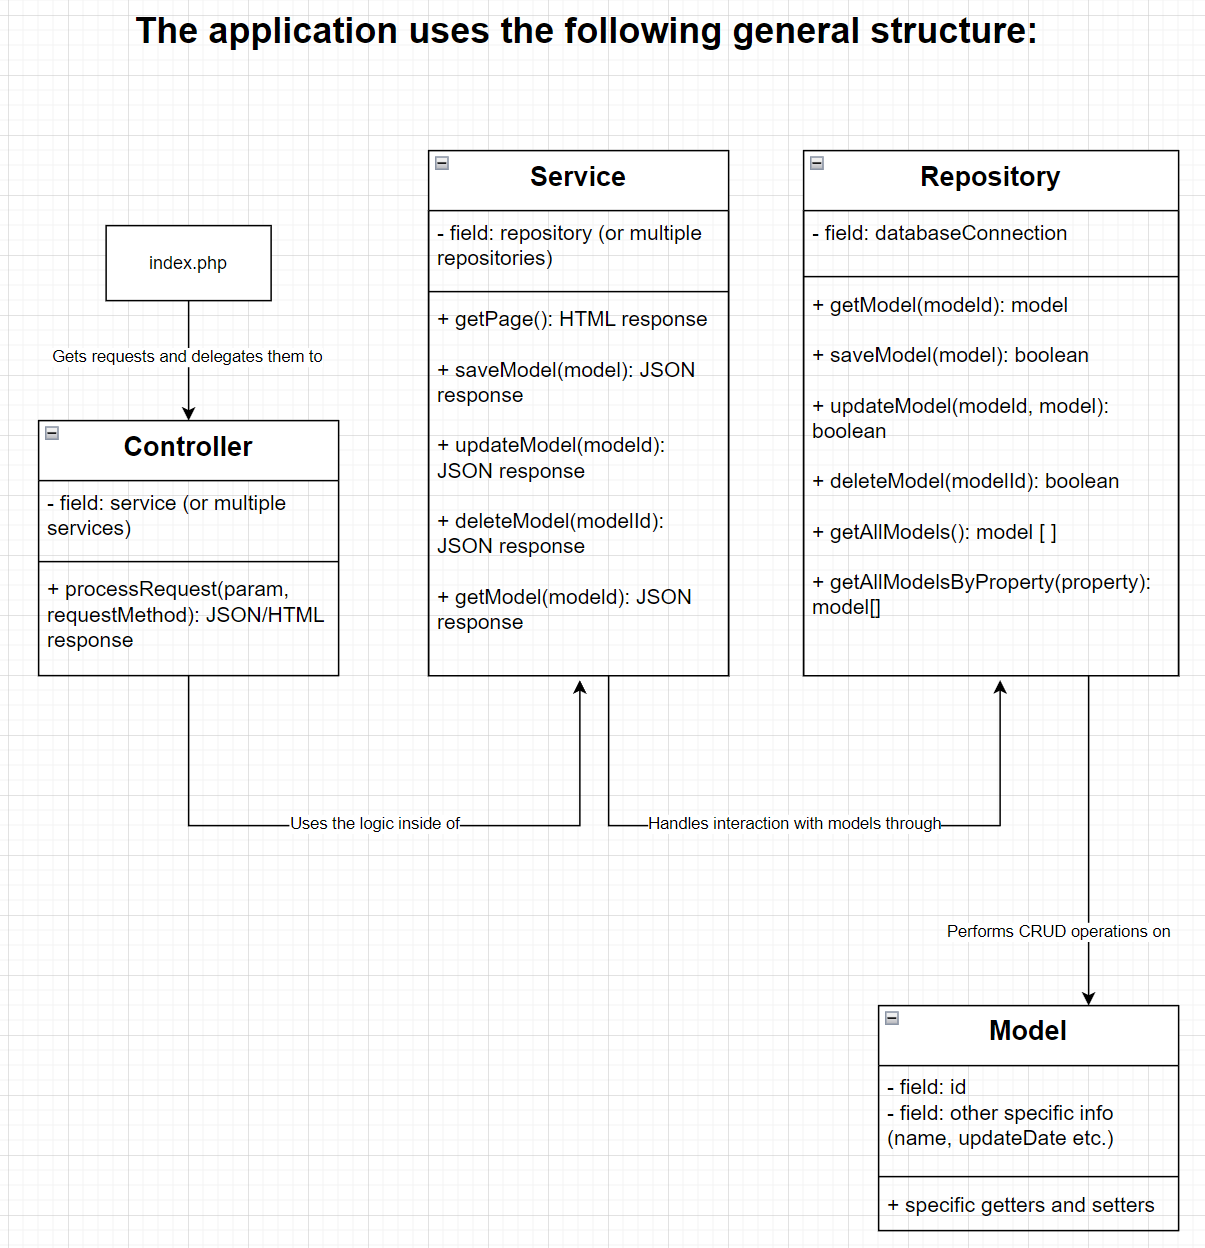 The application uses the following general structure:
index.php
Gets requests and delegates them to
Controller
- field: service (or multiple
services)
+ processRequest(param,
requestMethod): JSON/HTML
response
Uses the logic inside of
Service
- field: repository (or multiple
repositories)
+ getPage(): HTML response
+ saveModel(model): JSON
response
+ updateModel(modeld):
JSON response
+ deleteModel(modelId):
JSON response
+ getModel(modeld): JSON
response
Handles interaction with models through
Repository
- field: databaseConnection
+ getModel(modeld): model
+ saveModel(model): boolean
+ updateModel(modeld, model):
boolean
+ deleteModel(modelId): boolean
+ getAllModels(): model [ ]
+ getAllModelsByProperty(property):
model[]
Performs CRUD operations on
Model
- field: id
- field: other specific info
(name, updateDate etc.)
+ specific getters and setters